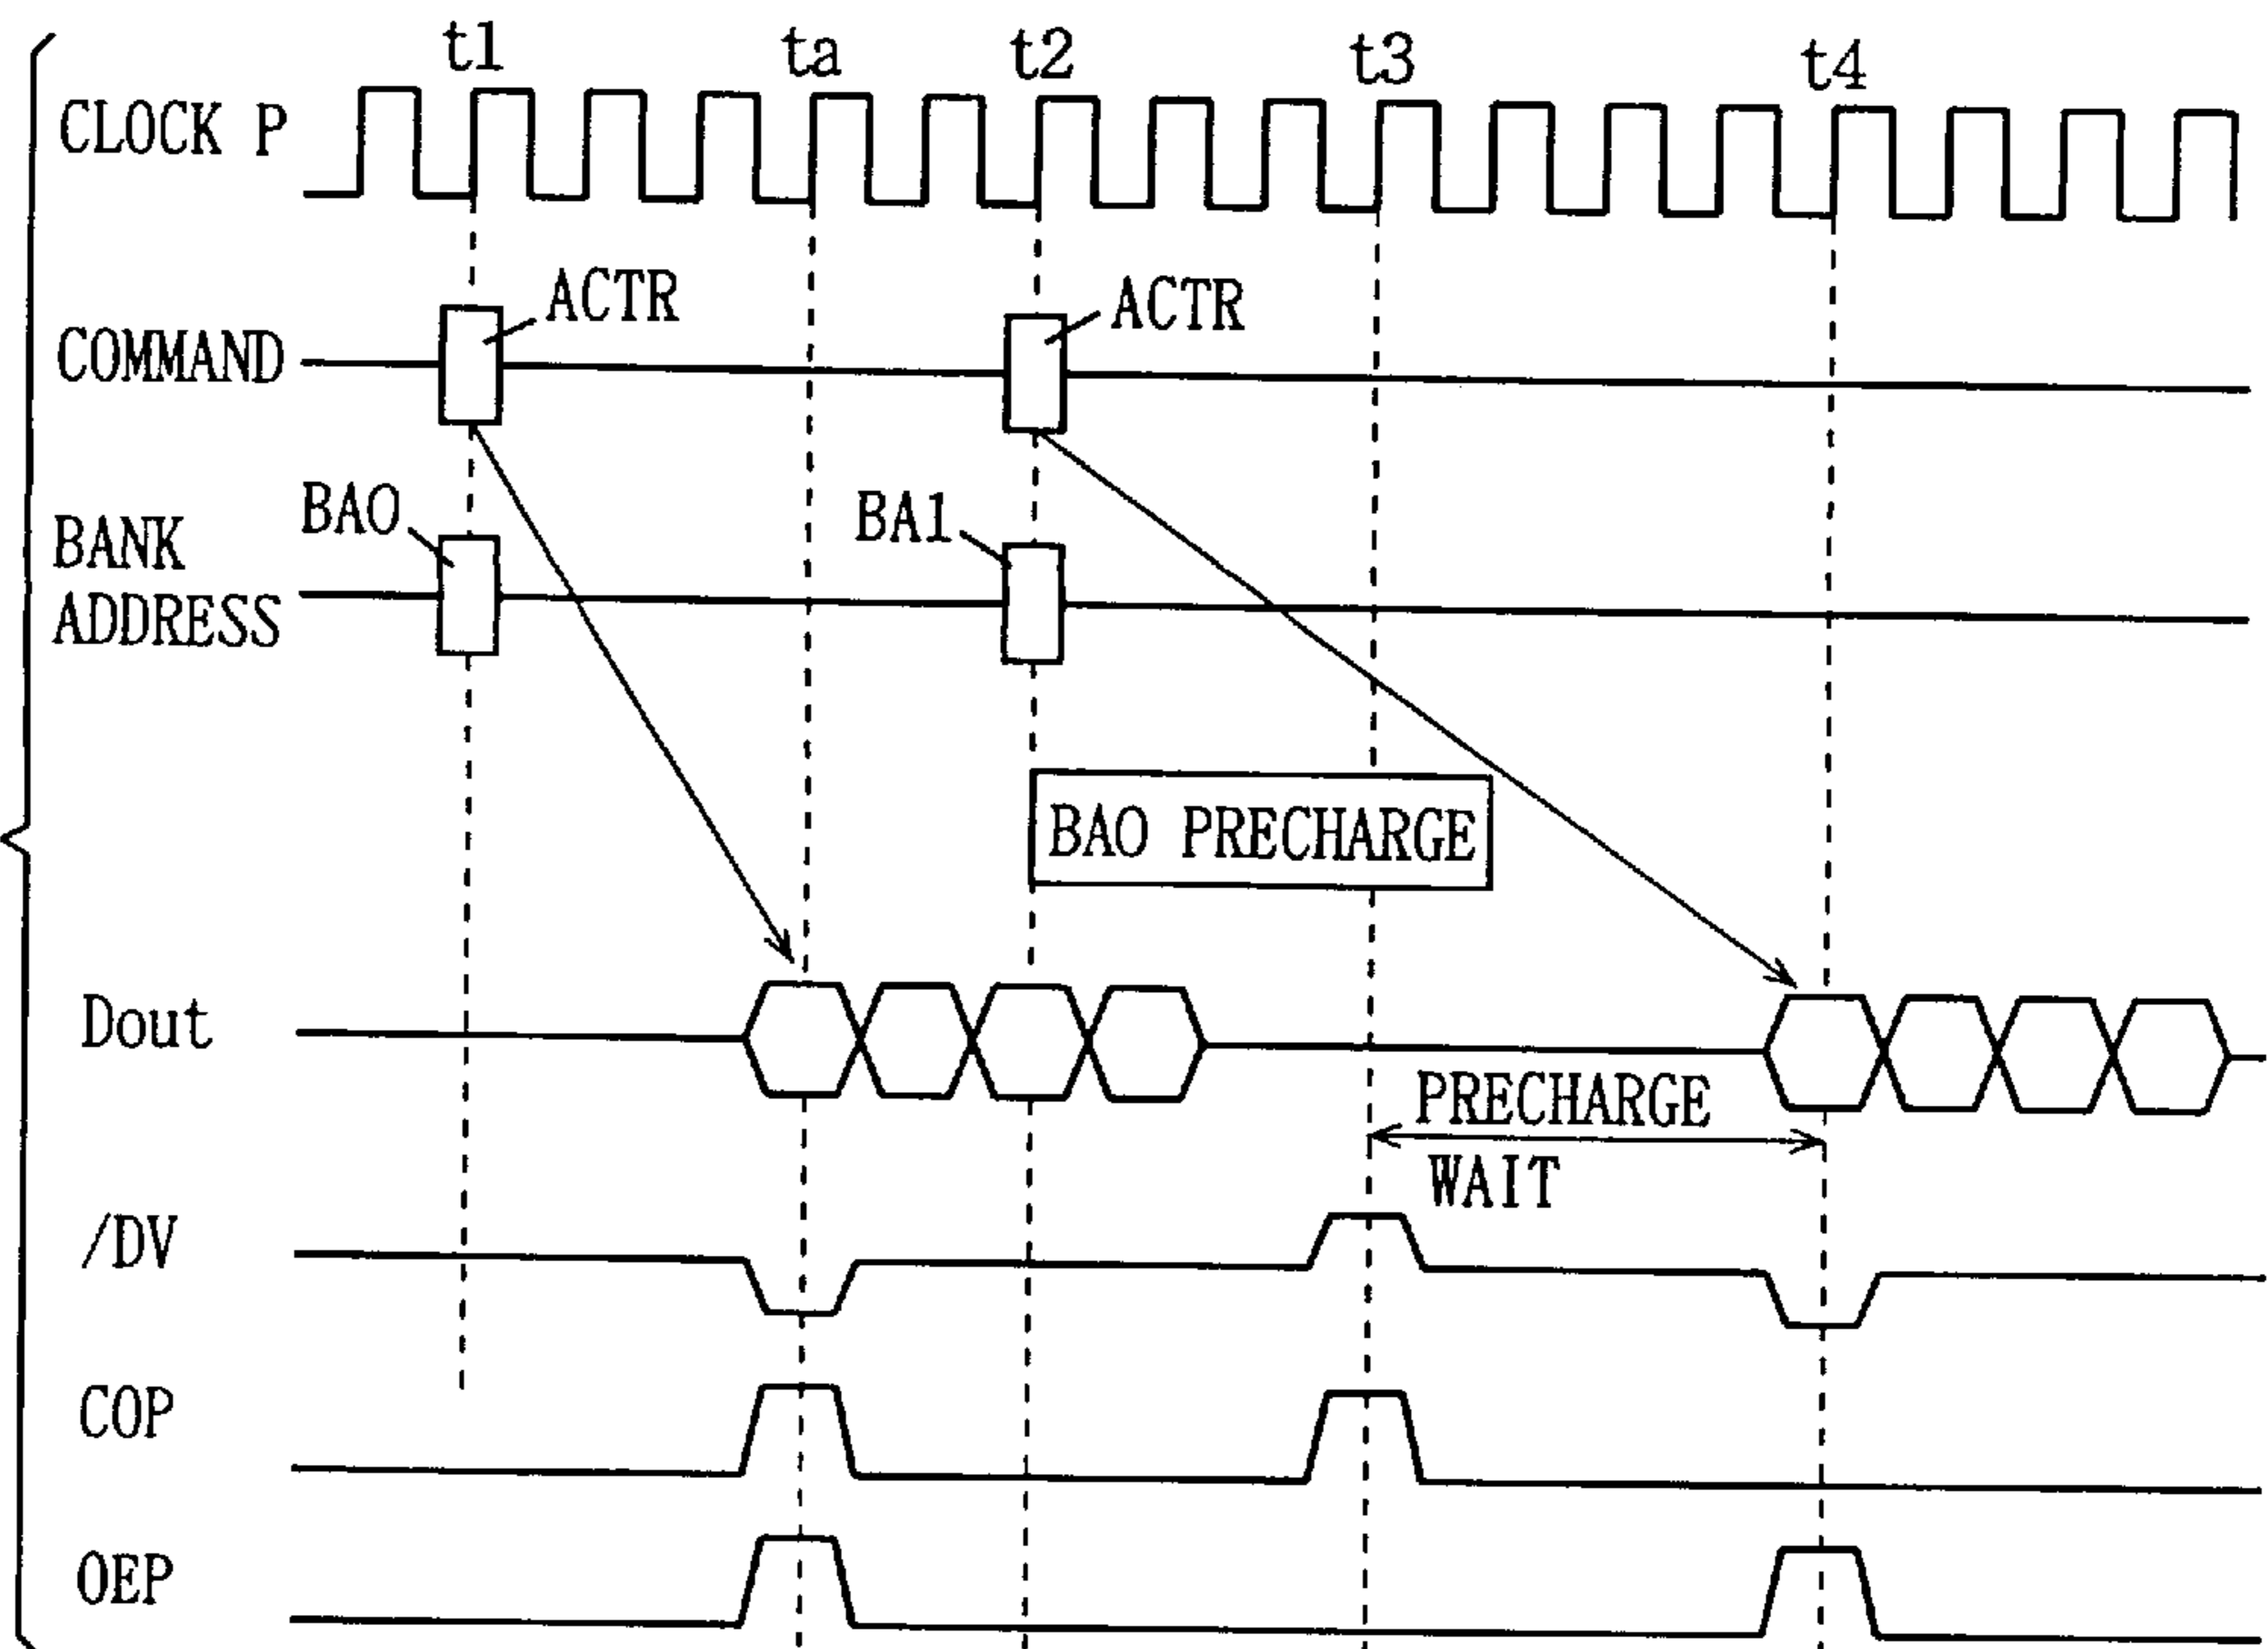 t1 ta t2 t3 t4
CLOCK P
ACTR ACTR
COMMAND
BA0 BA1
BANK
ADDRESS
BA0 PRECHARGE
Dout
PRECHARGE
WAIT
/DV
COP
OEP